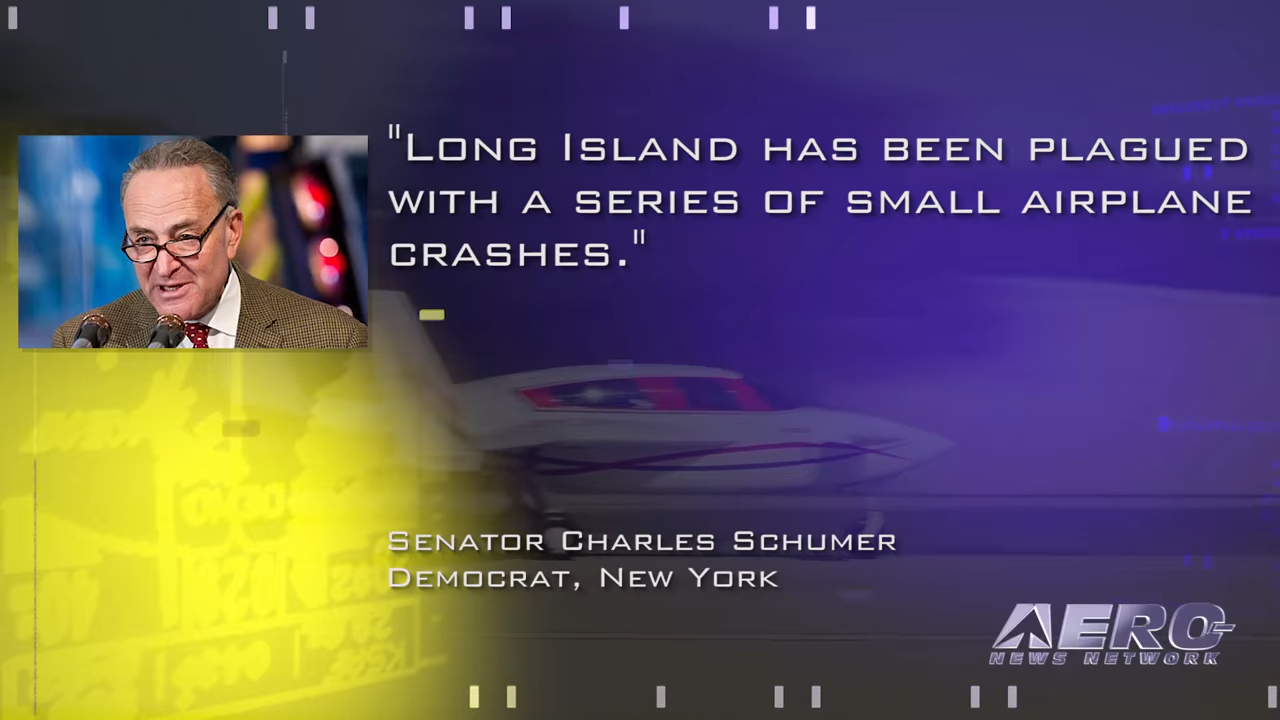 "Long Island has been plagued
with a series of small airplane
crashes."
Senator Charles Schumer
Democrat, New York
AERO
NEWS NETWORK